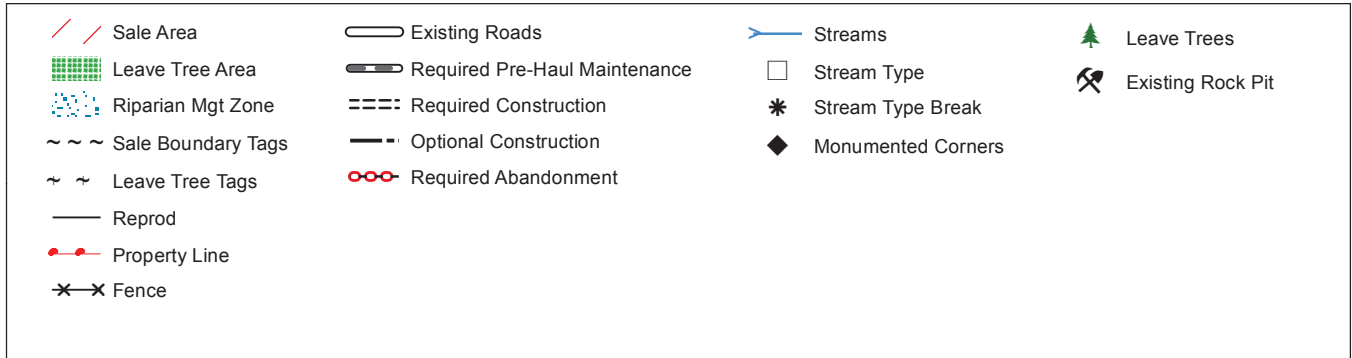 Sale Area
Leave Tree Area
Riparian Mgt Zone
Sale Boundary Tags
Leave Tree Tags
Reprod
Property Line
Fence
Existing Roads
Required Pre-Haul Maintenance
Required Construction
Optional Construction
Required Abandonment
Streams
Stream Type
Stream Type Break
Monumented Corners
Leave Trees
Existing Rock Pit